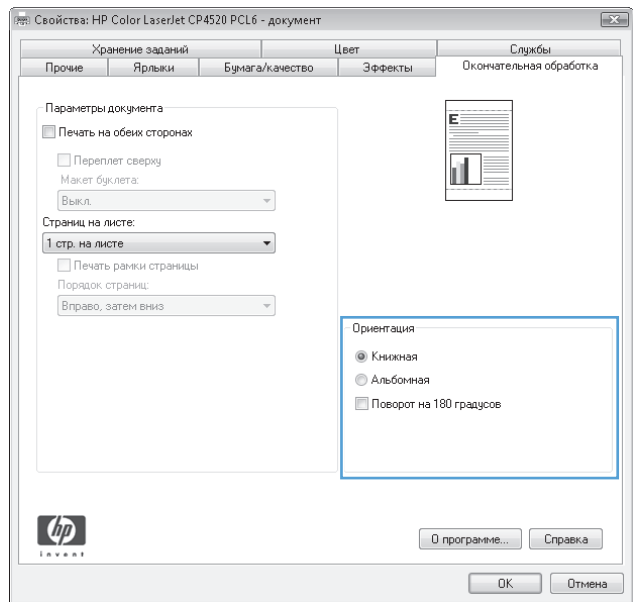 Свойства: HP Color LaserJet CP4520 PCL6 - документ
Хранение заданий Цвет Службы
Прочие Ярлыки Бумага/качество Эффекты Окончательная обработка
Параметры документа
Печать на обеих сторонах
Переплет сверху
Макет буклета:
Выкл.
Страниц на листе:
1 стр. на листе
Печать рамки страницы
Порядок страниц:
Вправо, затем вниз
E
Ориентация
Книжная
Альбомная
Поворот на 180 градусов
hp
invent
О программе... Справка
OK Отмена